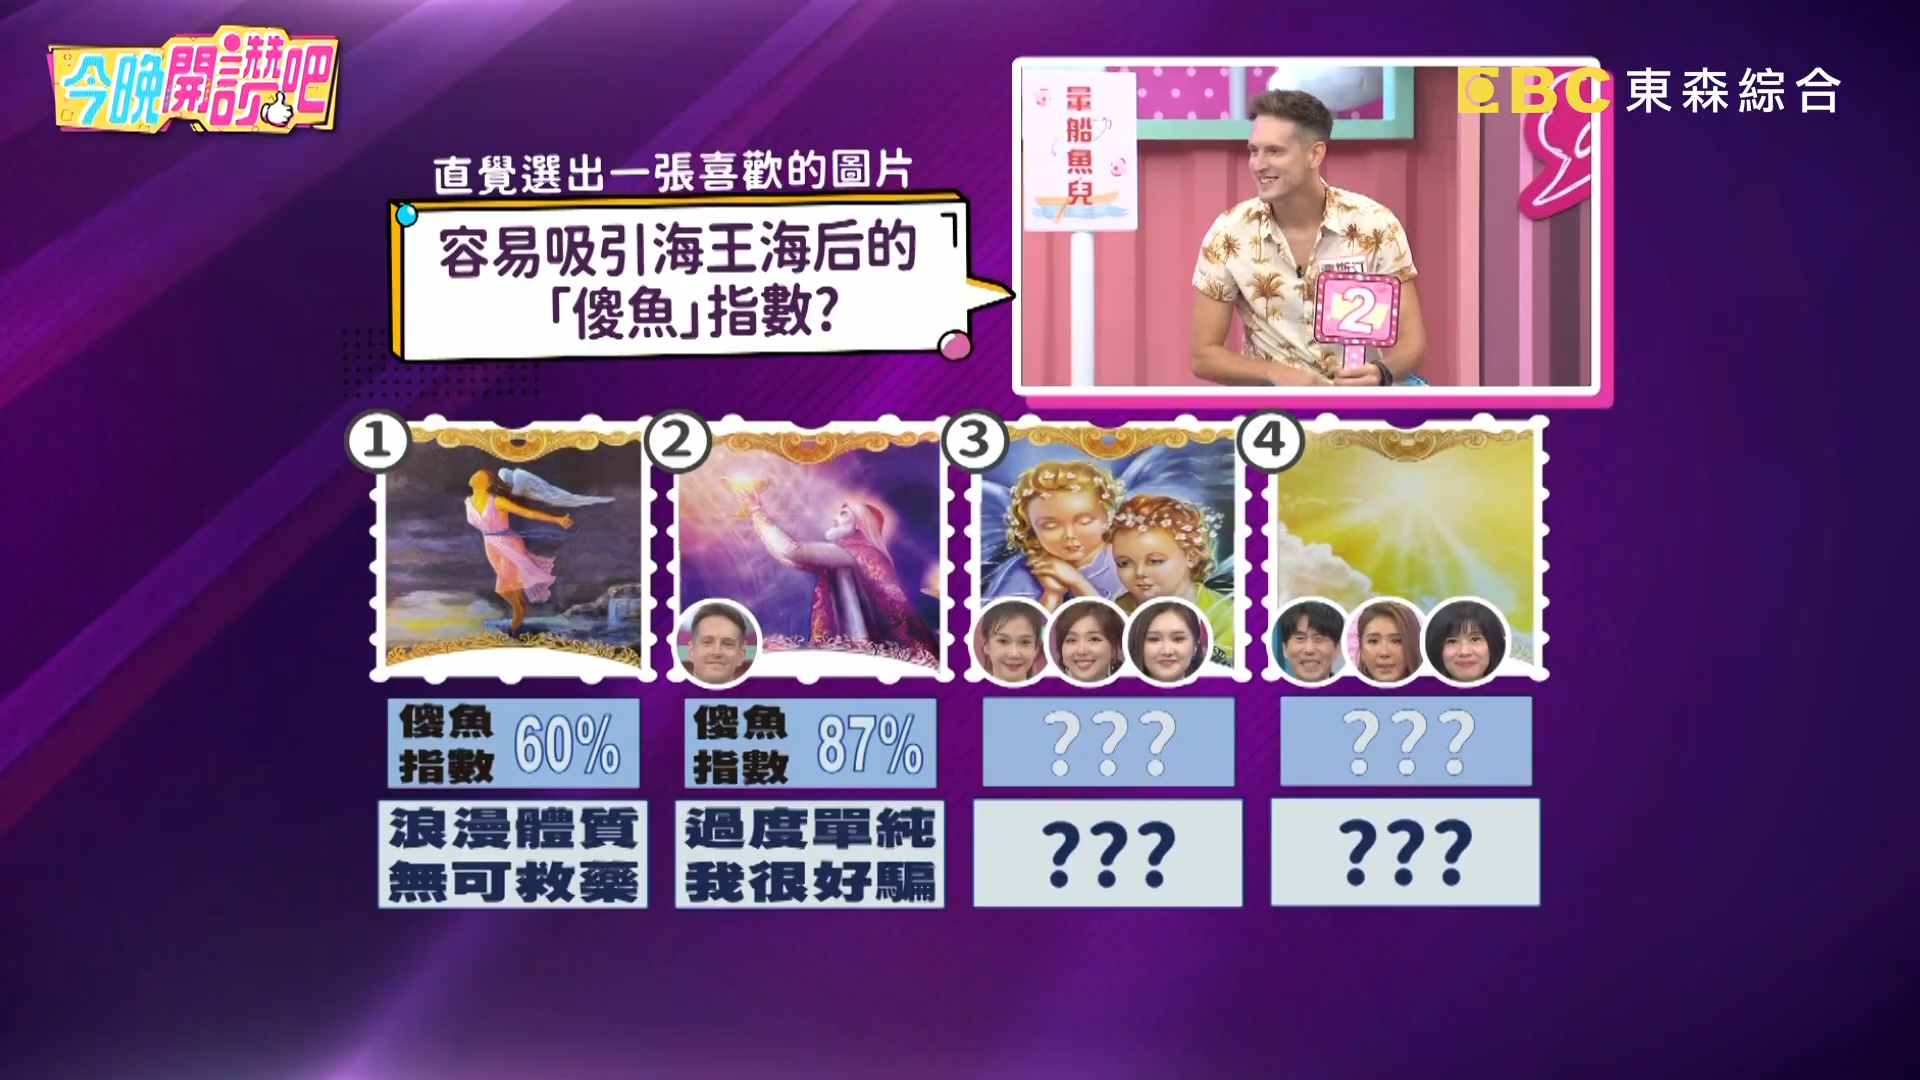 今晚開讚吧
EBC 東森綜合
直覺選出一張喜歡的圖片
容易吸引海王海后的
「傻魚」指數?
暈船魚兒
2
1
2
3
4
傻魚
指數 60%
傻魚
指數 87%
???
???
浪漫體質
無可救藥
過度單純
我很好騙
???
???